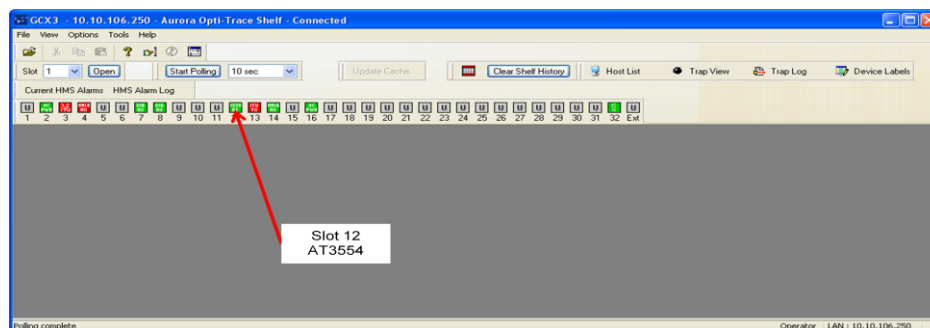 GCX3 - 10.10.106.250 - Aurora Opti-Trace Shelf - Connected
File View Options Tools Help
Slot 1 Open Start Polling 10 sec Update Cache Clear Shelf History Host List Trap View Trap Log Device Labels
Current HMS Alarms HMS Alarm Log
U U U U U U U U U U U U U U U U U U U U U U U
1 2 3 4 5 6 7 8 9 10 11 13 14 15 16 17 18 19 20 21 22 23 24 25 26 27 28 29 30 31 32 Ext
Slot 12
AT3554
Polling complete Operator LAN : 10.10.106.250